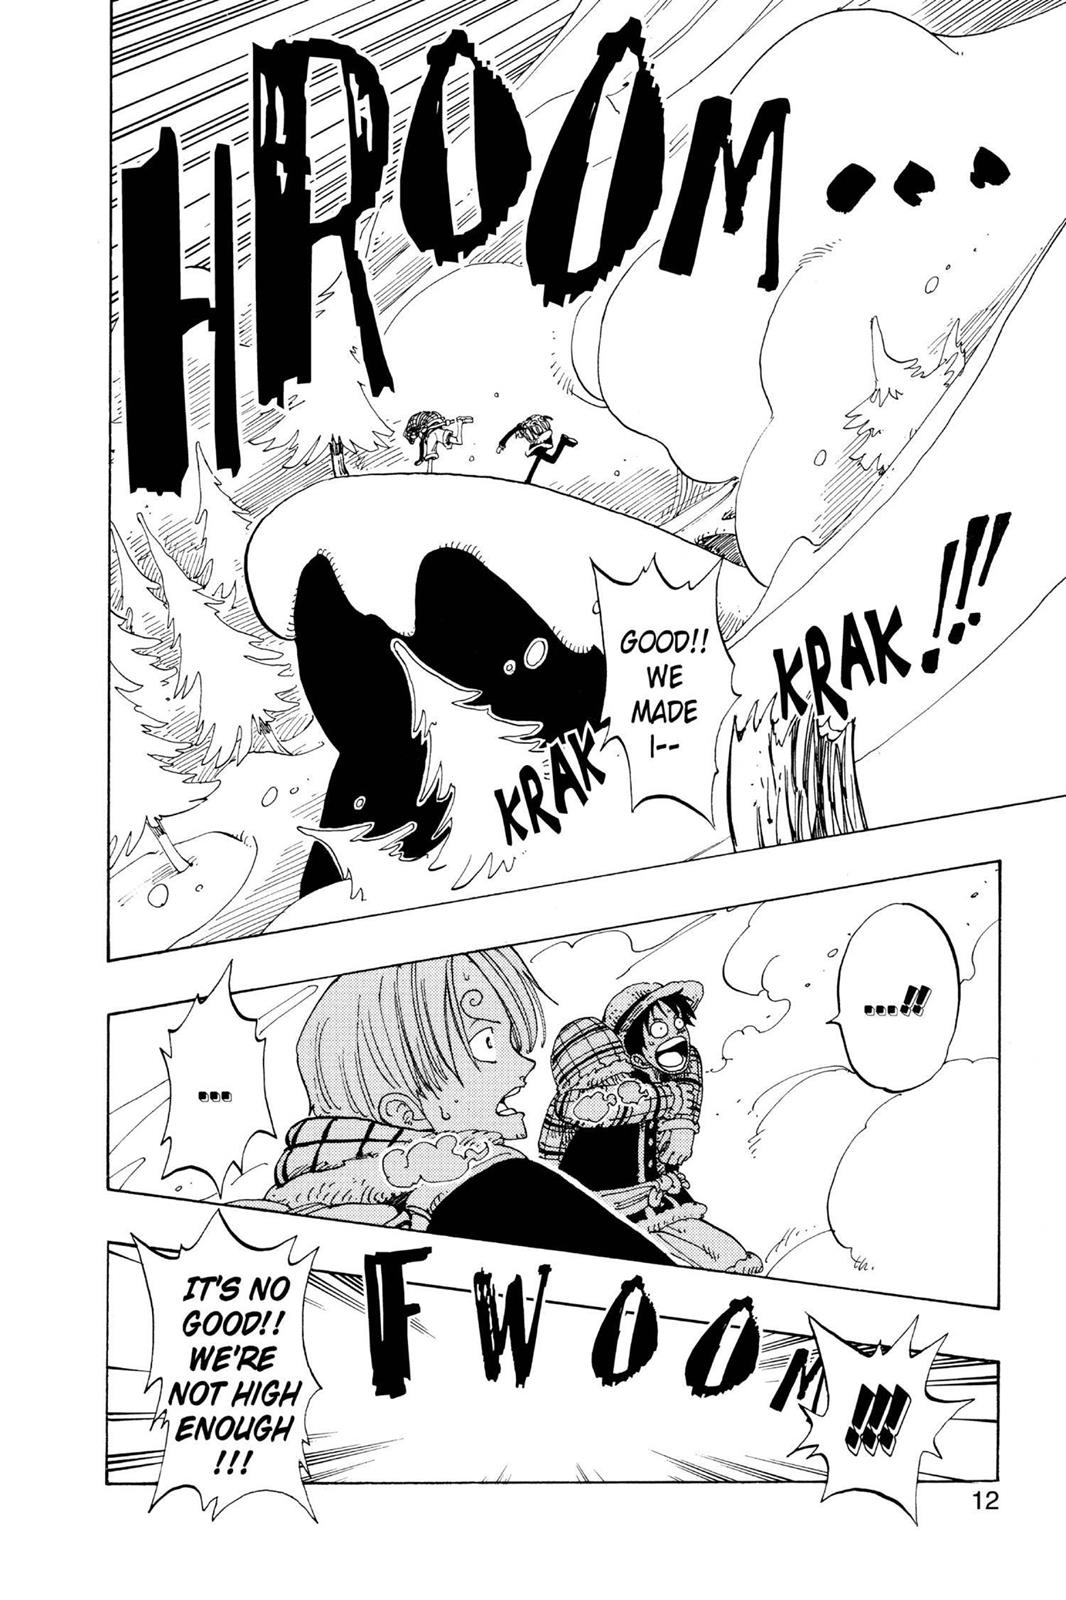 HROOM...
KRAK!!!
GOOD!!
WE
MADE
I--
KRAK
....!!
...
FWOOM
!!!
IT'S NO
GOOD!!
WE'RE
NOT HIGH
ENOUGH
!!!
12